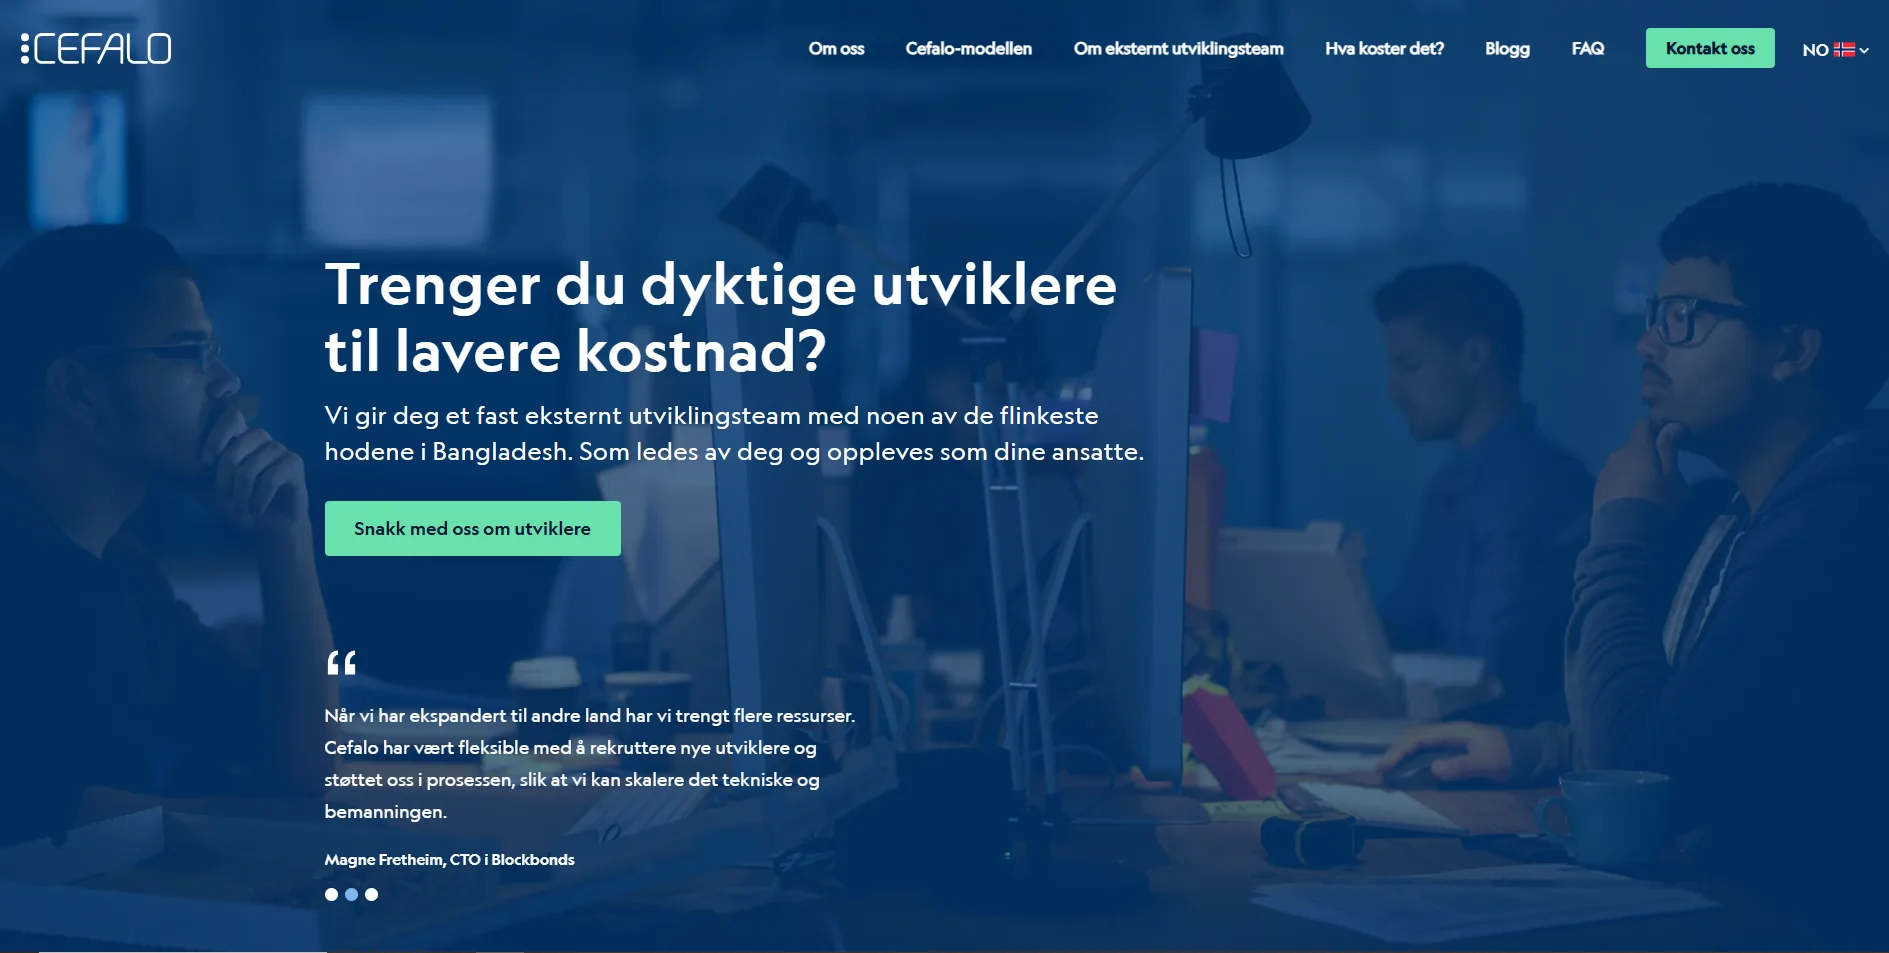 CEFALO
Om oss
Cefalo-modellen
Om eksternt utviklingsteam
Hva koster det?
Blogg
FAQ
Kontakt oss
NO
Trenger du dyktige utviklere
til lavere kostnad?
Vi gir deg et fast eksternt utviklingsteam med noen av de flinkeste
hodene i Bangladesh. Som ledes av deg og oppleves som dine ansatte.
Snakk med oss om utviklere
“
Når vi har ekspandert til andre land har vi trengt flere ressurser.
Cefalo har vært fleksible med å rekruttere nye utviklere og
støttet oss i prosessen, slik at vi kan skalere det tekniske og
bemanningen.
Magne Fretheim, CTO i Blockbonds